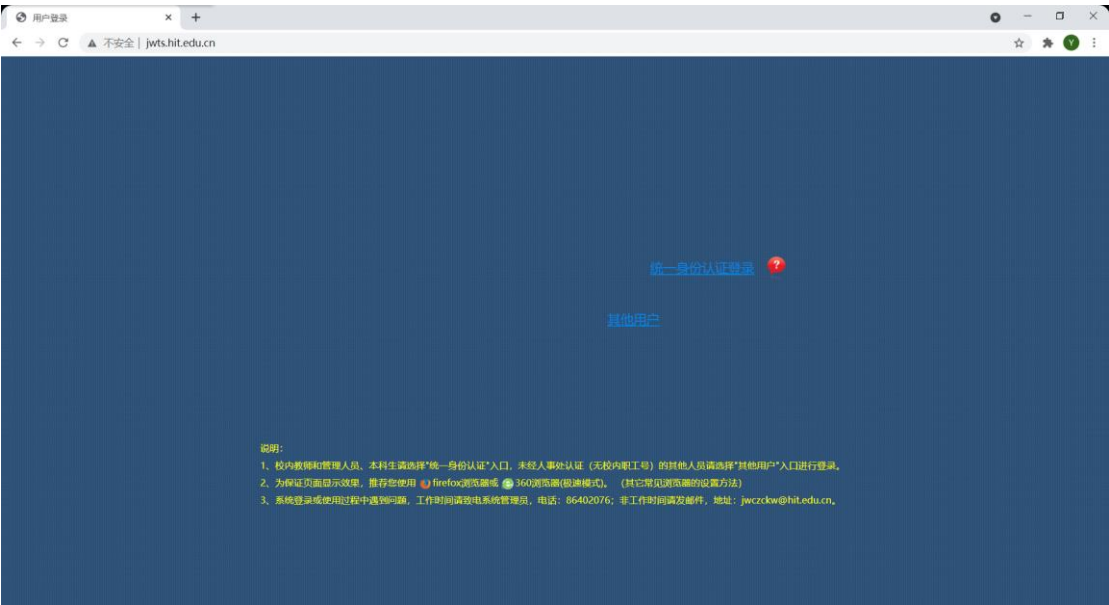 用户登录
不安全 | jwts.hit.edu.cn
Y
统一身份认证登录 ?
其他用户
说明:
1、校内教师和管理人员、本科生请选择"统一身份认证"入口，未经人事处认证（无校内职工号）的其他人员请选择"其他用户"入口进行登录。
2、为保证页面显示效果，推荐您使用 firefox浏览器或 360浏览器(极速模式)。（其它常见浏览器的设置方法）
3、系统登录或使用过程中遇到问题，工作时间请致电系统管理员，电话：86402076；非工作时间请发邮件，地址：jwczckw@hit.edu.cn。